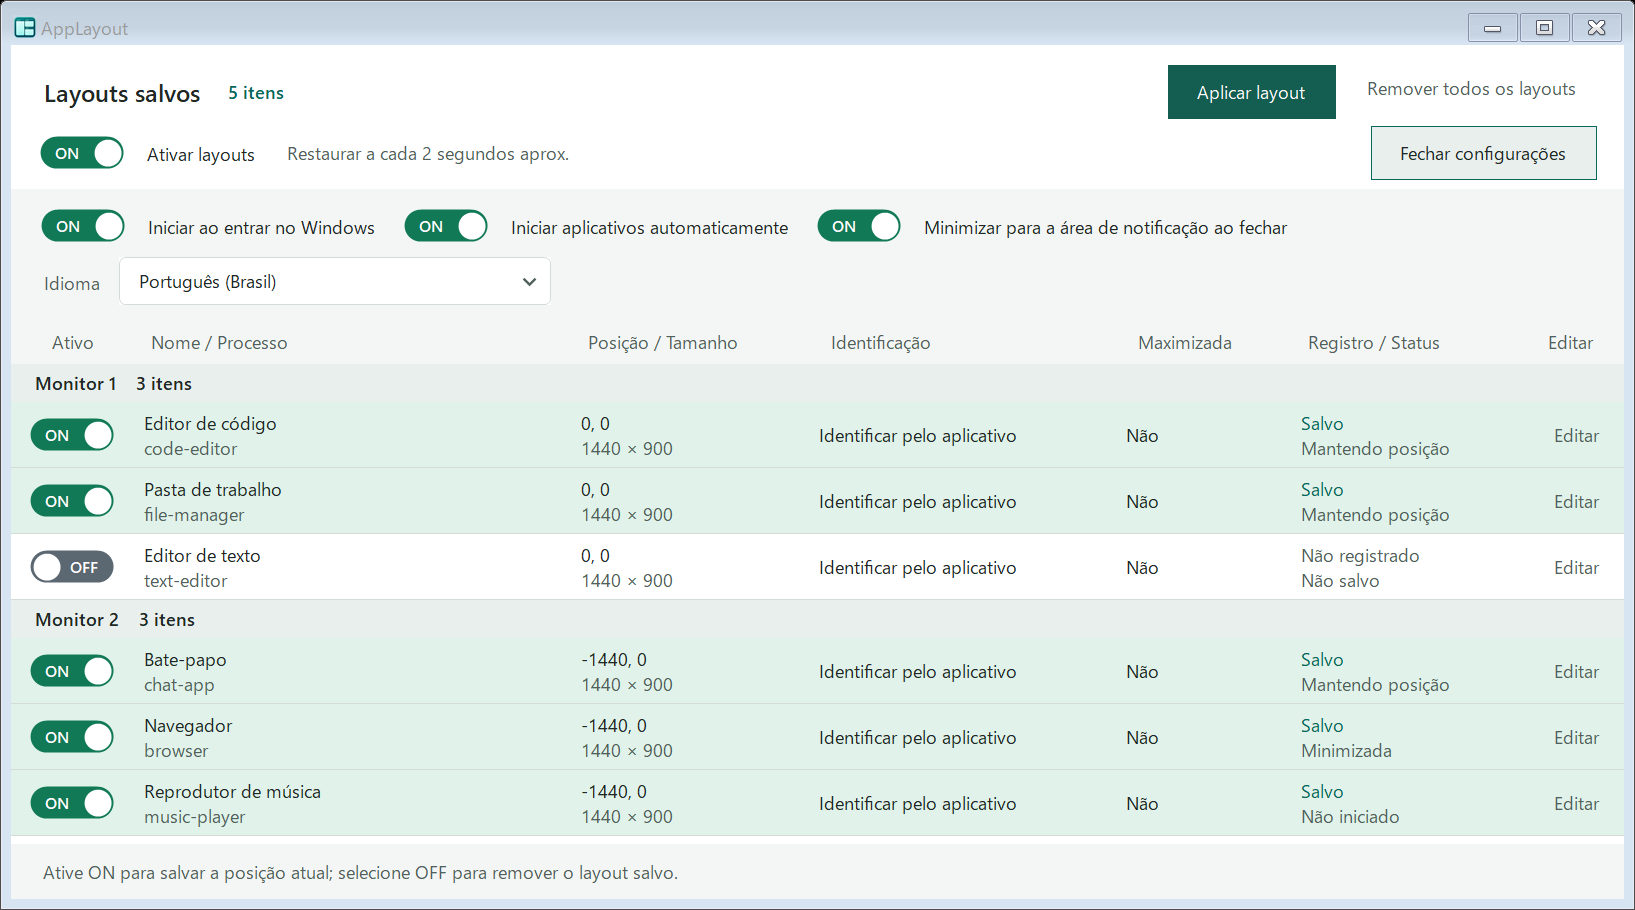 AppLayout
Layouts salvos 5 itens
Aplicar layout
Remover todos os layouts
ON Ativar layouts Restaurar a cada 2 segundos aprox.
Fechar configurações
ON Iniciar ao entrar no Windows ON Iniciar aplicativos automaticamente ON Minimizar para a área de notificação ao fechar
Idioma Português (Brasil)
Ativo Nome / Processo Posição / Tamanho Identificação Maximizada Registro / Status Editar
Monitor 1 3 itens
ON Editor de código 0, 0 Identificar pelo aplicativo Não Salvo Editar
code-editor 1440 × 900 Mantendo posição
ON Pasta de trabalho 0, 0 Identificar pelo aplicativo Não Salvo Editar
file-manager 1440 × 900 Mantendo posição
OFF Editor de texto 0, 0 Identificar pelo aplicativo Não Não registrado Editar
text-editor 1440 × 900 Não salvo
Monitor 2 3 itens
ON Bate-papo -1440, 0 Identificar pelo aplicativo Não Salvo Editar
chat-app 1440 × 900 Mantendo posição
ON Navegador -1440, 0 Identificar pelo aplicativo Não Salvo Editar
browser 1440 × 900 Minimizada
ON Reprodutor de música -1440, 0 Identificar pelo aplicativo Não Salvo Editar
music-player 1440 × 900 Não iniciado
Ative ON para salvar a posição atual; selecione OFF para remover o layout salvo.